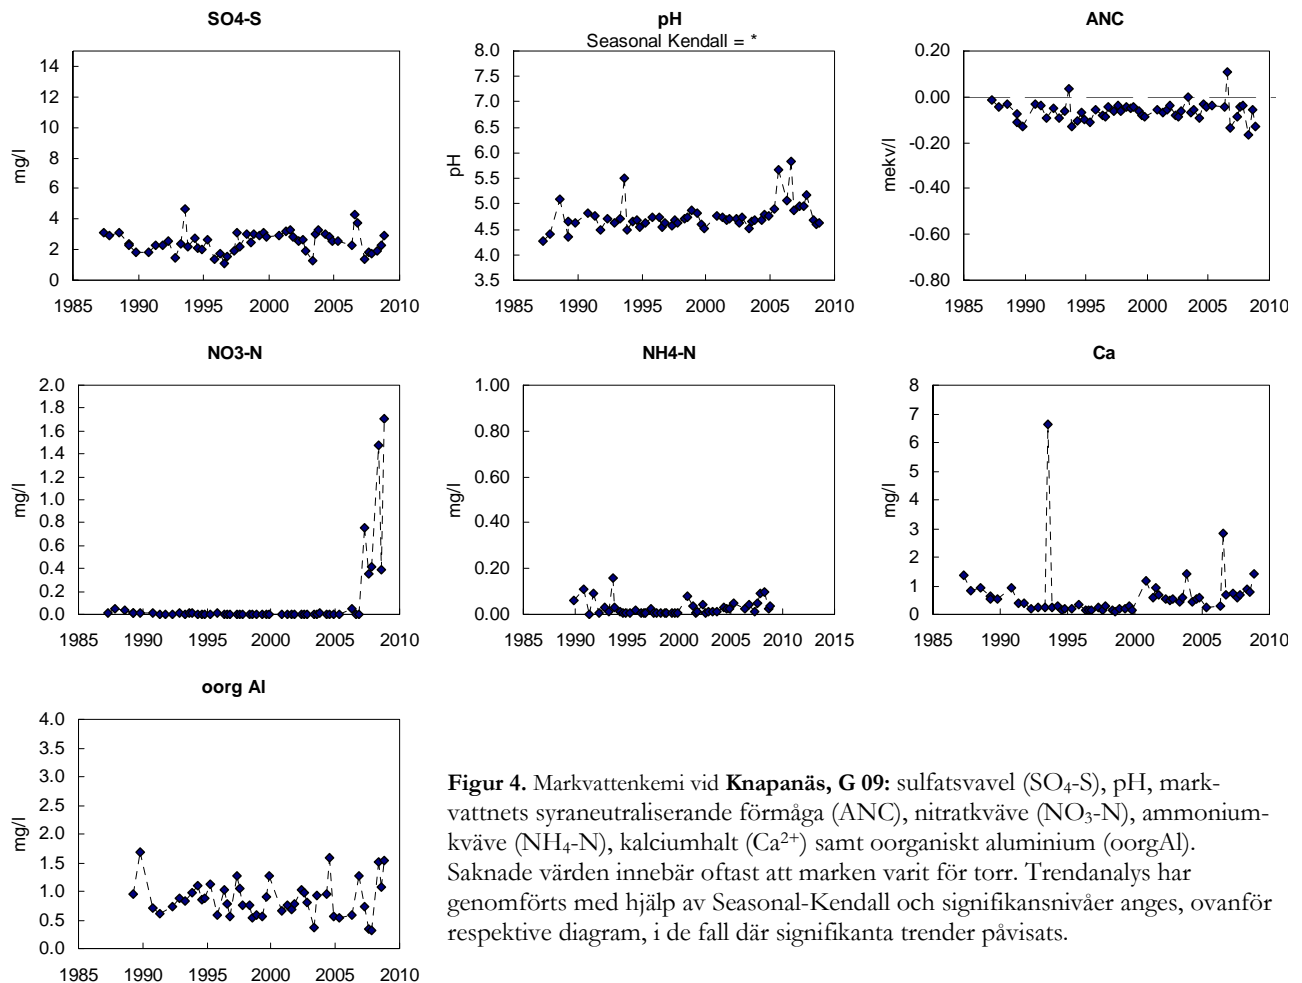 SO4-S
14
12
10
8
6
4
2
0
mg/l
1985 1990 1995 2000 2005 2010
pH
Seasonal Kendall = *
8.0
7.5
7.0
6.5
6.0
5.5
5.0
4.5
4.0
3.5
pH
1985 1990 1995 2000 2005 2010
ANC
0.20
0.00
-0.20
-0.40
-0.60
-0.80
mekv/l
1985 1990 1995 2000 2005 2010
NO3-N
2.0
1.8
1.6
1.4
1.2
1.0
0.8
0.6
0.4
0.2
0.0
mg/l
1985 1990 1995 2000 2005 2010
NH4-N
1.00
0.80
0.60
0.40
0.20
0.00
mg/l
1985 1990 1995 2000 2005 2010 2015
Ca
8
7
6
5
4
3
2
1
0
mg/l
1985 1990 1995 2000 2005 2010
oorg Al
4.0
3.5
3.0
2.5
2.0
1.5
1.0
0.5
0.0
mg/l
1985 1990 1995 2000 2005 2010
Figur 4. Markvattenkemi vid Knapanäs, G 09: sulfatsvavel (SO₄-S), pH, mark-
vattnets syraneutraliserande förmåga (ANC), nitratkväve (NO₃-N), ammonium-
kväve (NH₄-N), kalciumhalt (Ca²⁺) samt oorganiskt aluminium (oorgAl).
Saknade värden innebär oftast att marken varit för torr. Trendanalys har
genomförts med hjälp av Seasonal-Kendall och signifikansnivåer anges, ovanför
respektive diagram, i de fall där signifikanta trender påvisats.